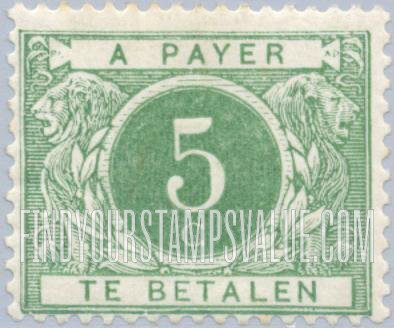 A PAYER
5
FINDYOURSTAMPSVALUE.COM
TE BETALEN